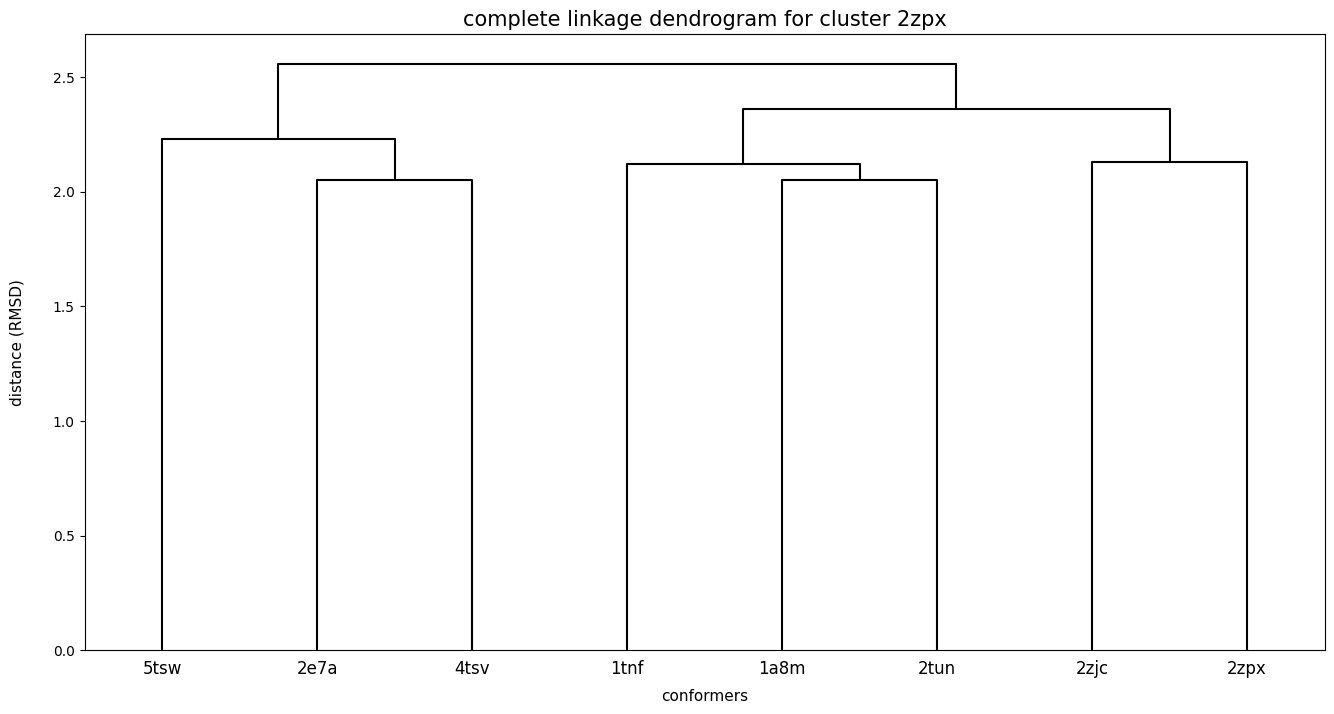 complete linkage dendrogram for cluster 2zpx
2.5
2.0
1.5
1.0
0.5
0.0
distance (RMSD)
5tsw 2e7a 4tsv 1tnf 1a8m 2tun 2zjc 2zpx
conformers